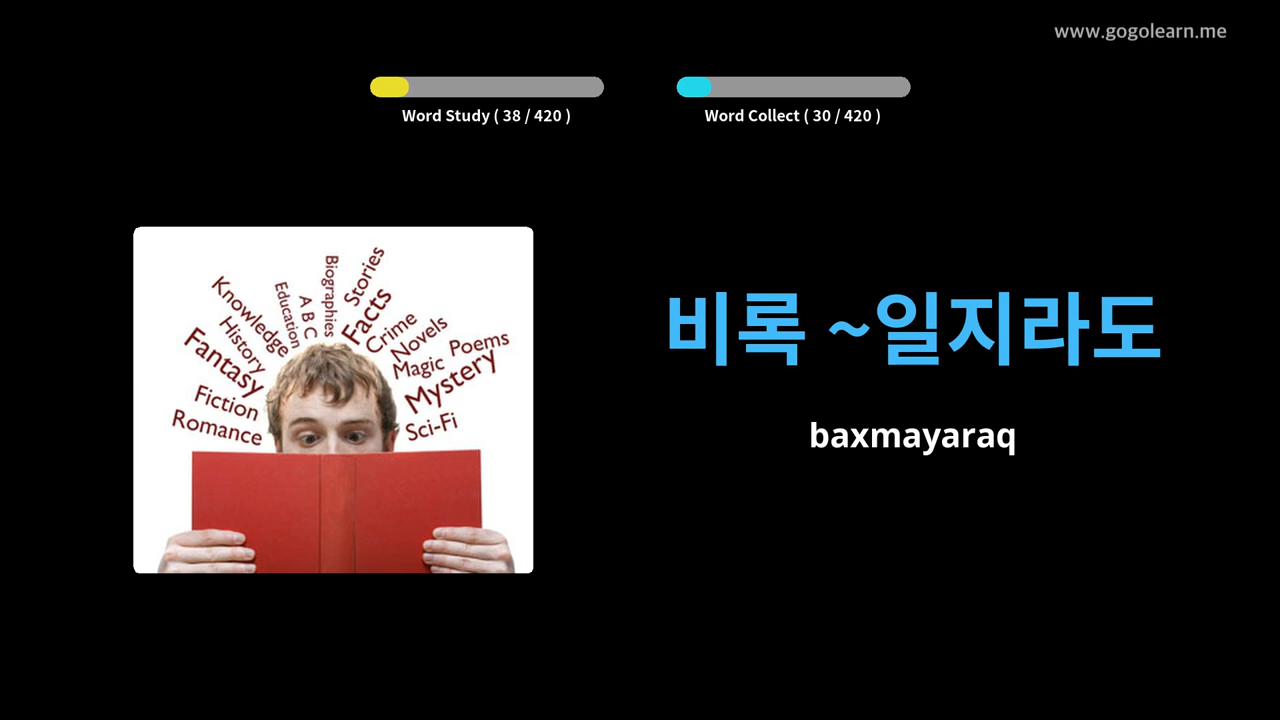 www.gogolearn.me
Word Study ( 38 / 420 )
Word Collect ( 30 / 420 )
Knowledge
History
Fantasy
Fiction
Romance
Education
A B C
Biographies
Stories
Facts
Crime
Novels
Magic
Poems
Mystery
Sci-Fi
비록 ~일지라도
baxmayaraq